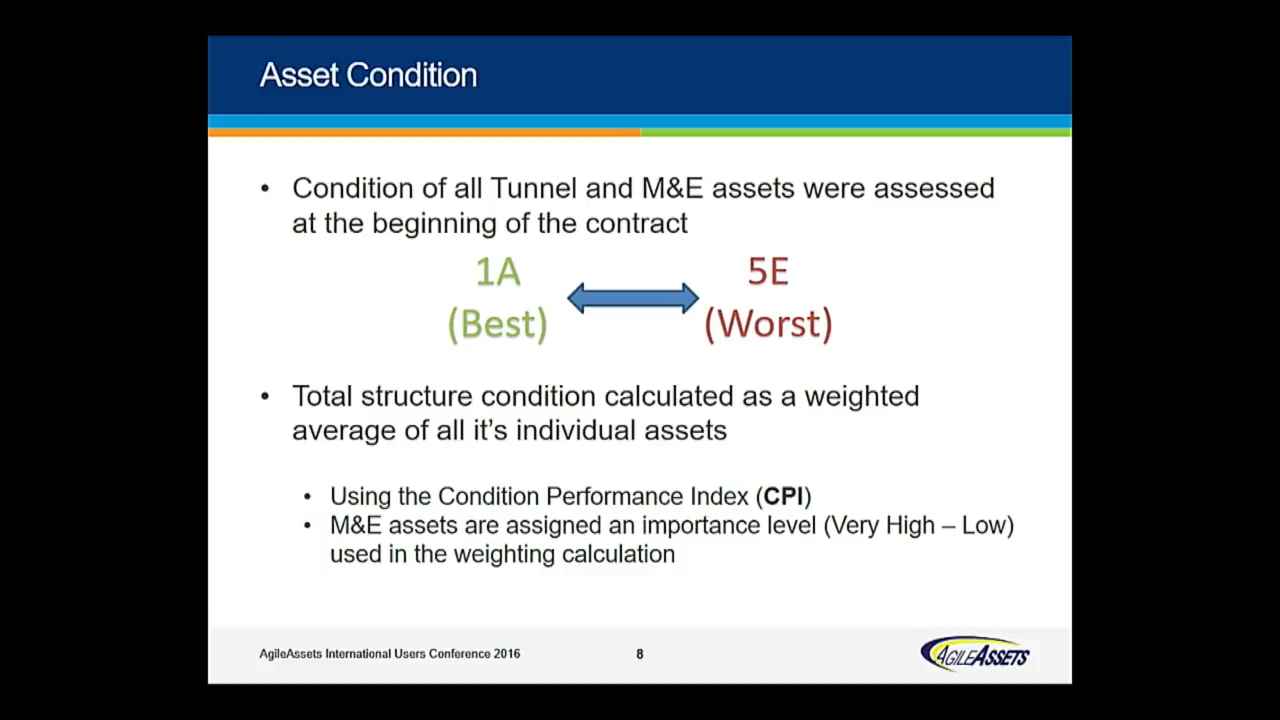 Asset Condition
• Condition of all Tunnel and M&E assets were assessed
at the beginning of the contract
1A
(Best)
5E
(Worst)
• Total structure condition calculated as a weighted
average of all it's individual assets
• Using the Condition Performance Index (CPI)
• M&E assets are assigned an importance level (Very High – Low)
used in the weighting calculation
AgileAssets International Users Conference 2016
8
AGILEASSETS